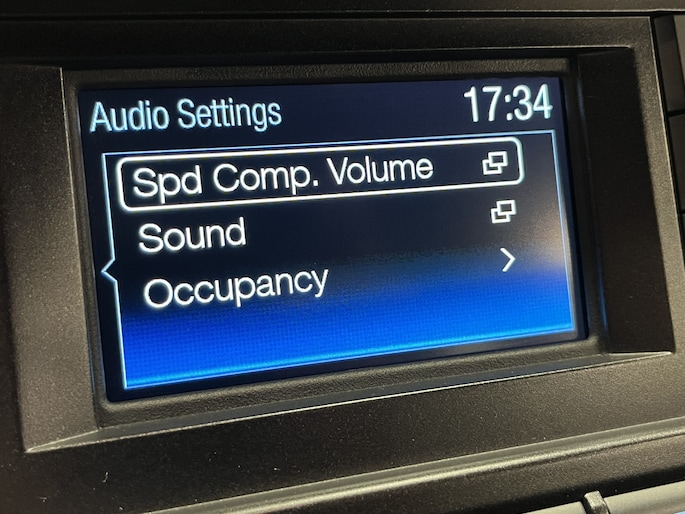 Audio Settings
17:34
Spd Comp. Volume
Sound
Occupancy